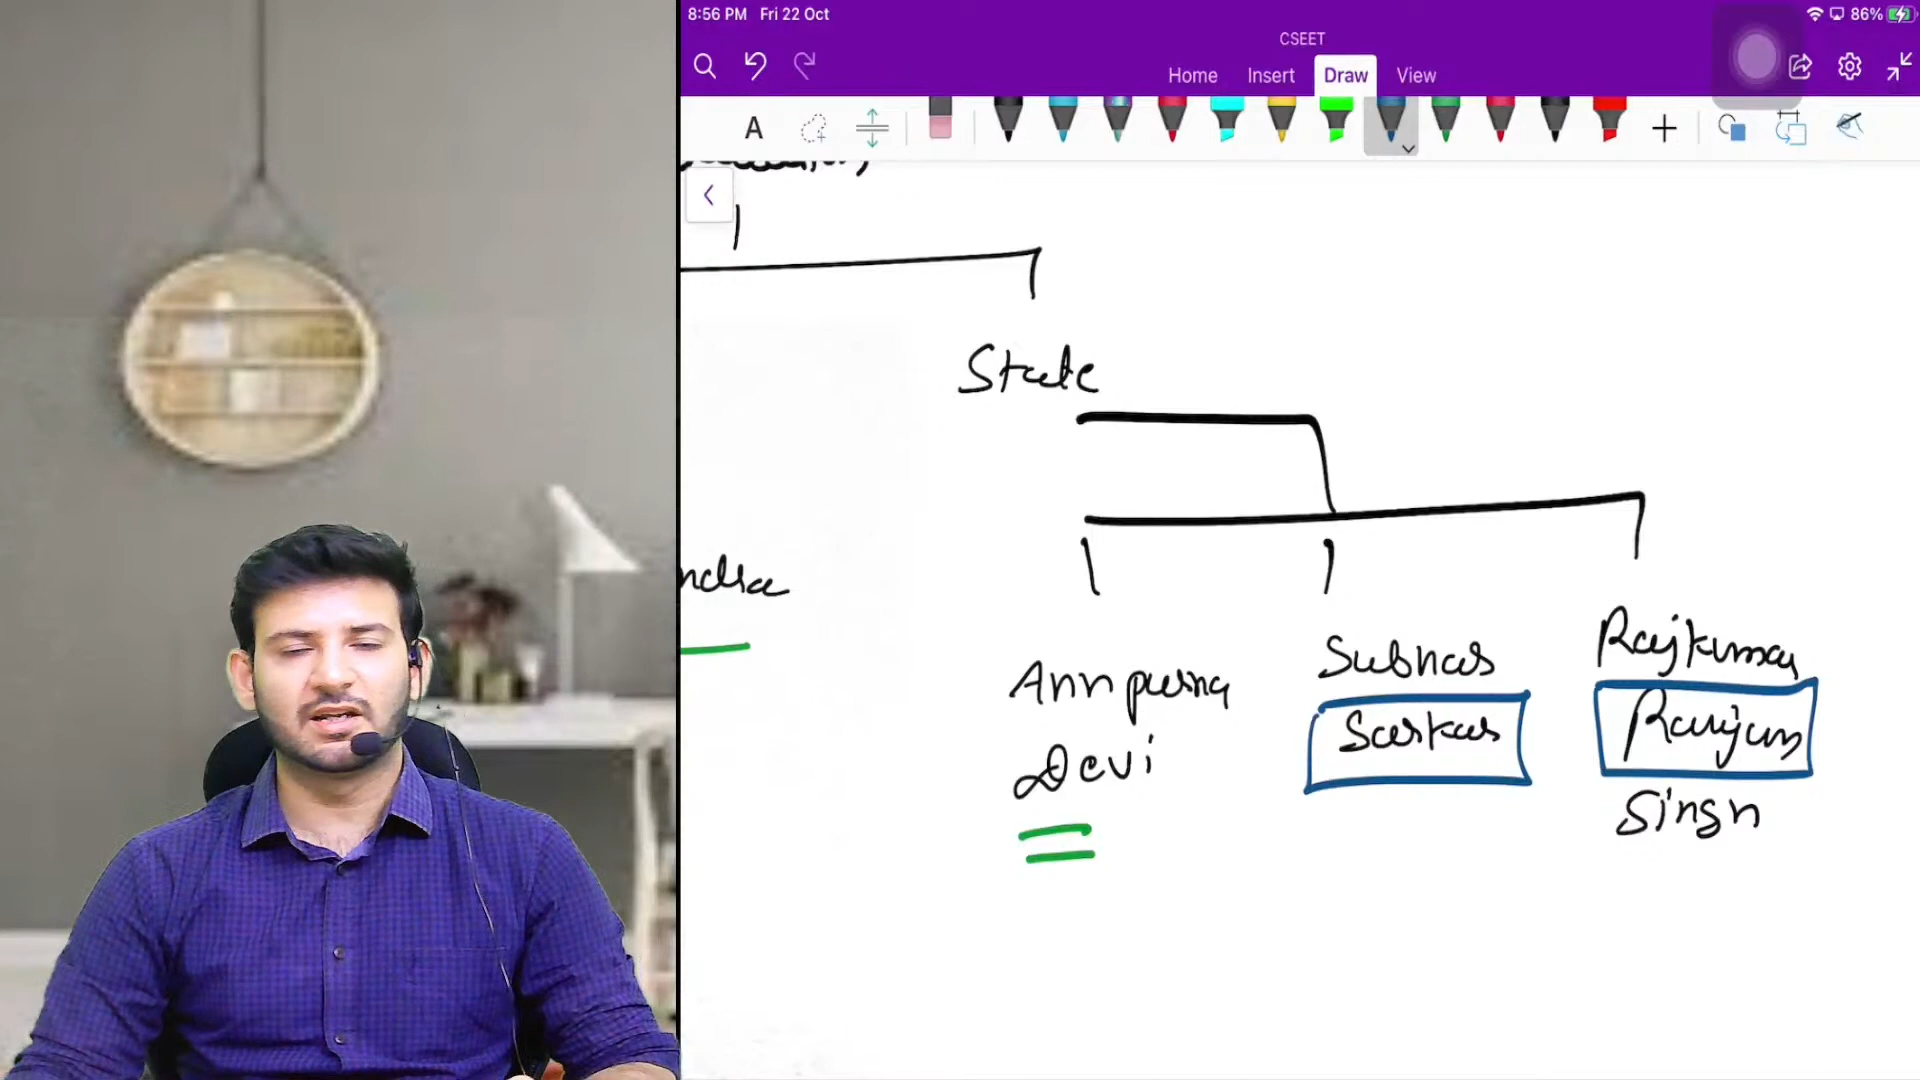 8:56 PM Fri 22 Oct
86%
CSEET
Home Insert Draw View
A
State
Annpurna
Devi
Subhas
Sarkar
Rajkumar
Ranjan
Singh